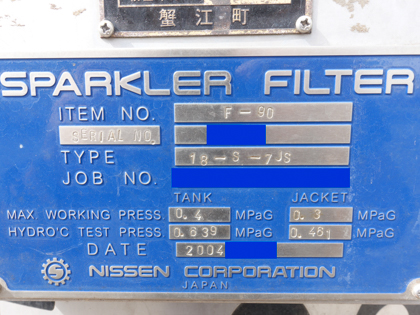 蟹江町
SPARKLER FILTER
ITEM NO. F-90
SERIAL NO.
TYPE 18-S-7JS
JOB NO.
TANK JACKET
MAX. WORKING PRESS. 0.4 MPaG 0.3 MPaG
HYDRO'C TEST PRESS. 0.639 MPaG 0.461 MPaG
DATE 2004
NISSEN CORPORATION
JAPAN